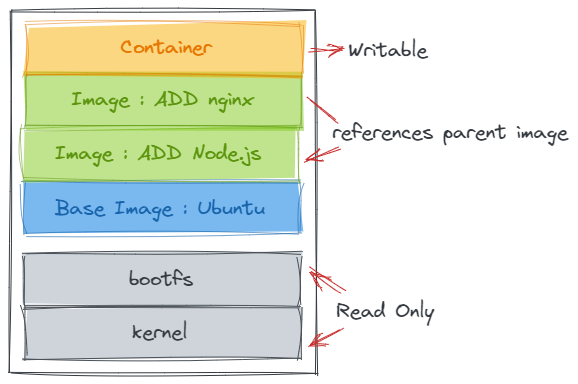 Container
Writable
Image : ADD nginx
references parent image
Image : ADD Node.js
Base Image : Ubuntu
bootfs
Read Only
kernel